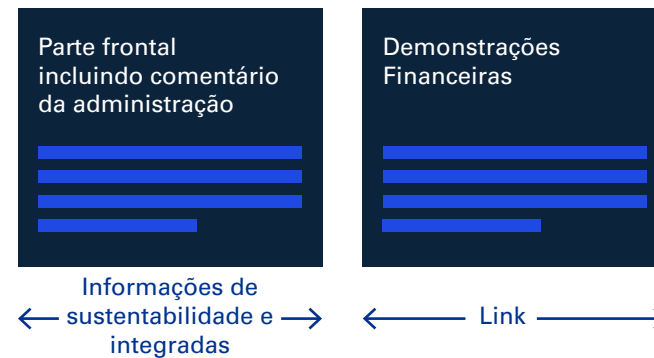 Parte frontal
incluindo comentário
da administração
Demonstrações
Financeiras
Informações de
sustentabilidade e
integradas
Link